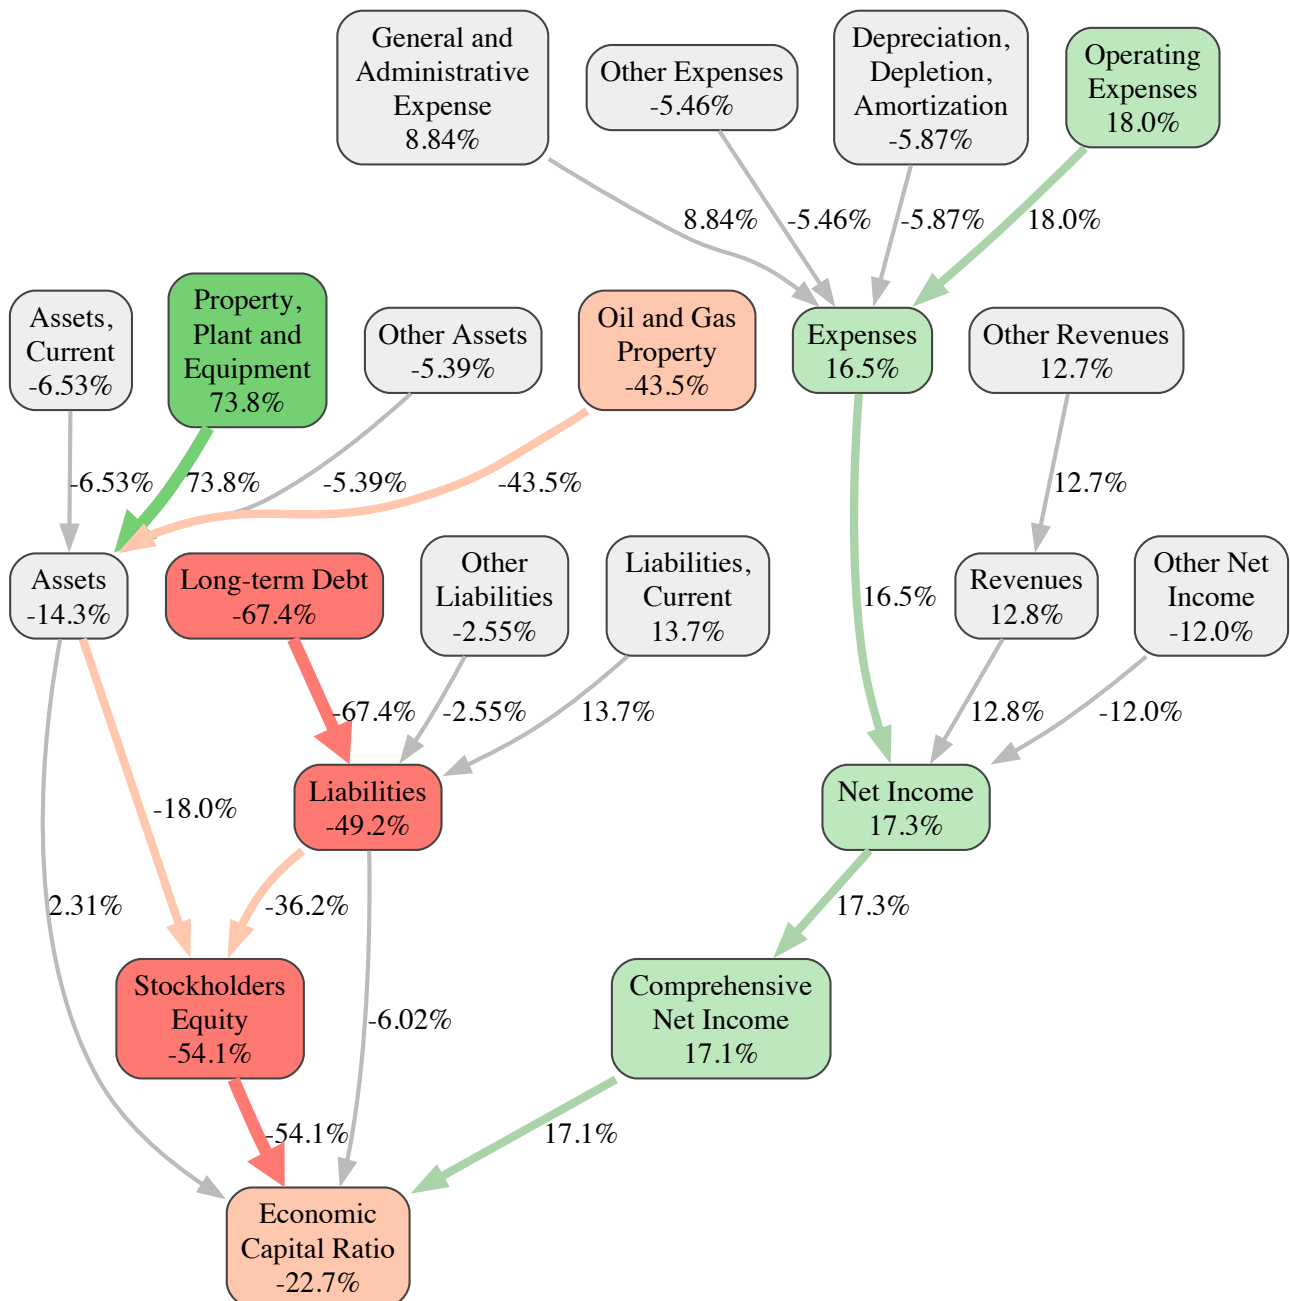 General and
Administrative
Expense
8.84%
Other Expenses
-5.46%
Depreciation,
Depletion,
Amortization
-5.87%
Operating
Expenses
18.0%
8.84%
-5.46%
-5.87%
18.0%
Assets,
Current
-6.53%
Property,
Plant and
Equipment
73.8%
Other Assets
-5.39%
Oil and Gas
Property
-43.5%
Expenses
16.5%
Other Revenues
12.7%
-6.53%
73.8%
-5.39%
-43.5%
12.7%
Assets
-14.3%
Long-term Debt
-67.4%
Other
Liabilities
-2.55%
Liabilities,
Current
13.7%
16.5%
Revenues
12.8%
Other Net
Income
-12.0%
-67.4%
-2.55%
13.7%
12.8%
-12.0%
-18.0%
Liabilities
-49.2%
Net Income
17.3%
2.31%
-36.2%
17.3%
Stockholders
Equity
-54.1%
-6.02%
Comprehensive
Net Income
17.1%
-54.1%
17.1%
Economic
Capital Ratio
-22.7%